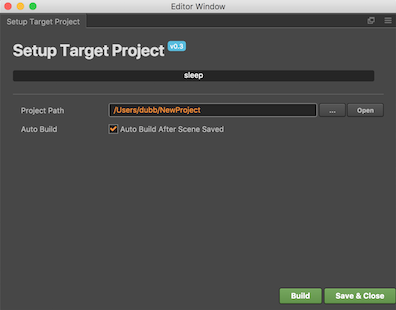 Editor Window
Setup Target Project
Setup Target Project v0.3
sleep
Project Path /Users/dubb/NewProject ... Open
Auto Build Auto Build After Scene Saved
Build Save & Close